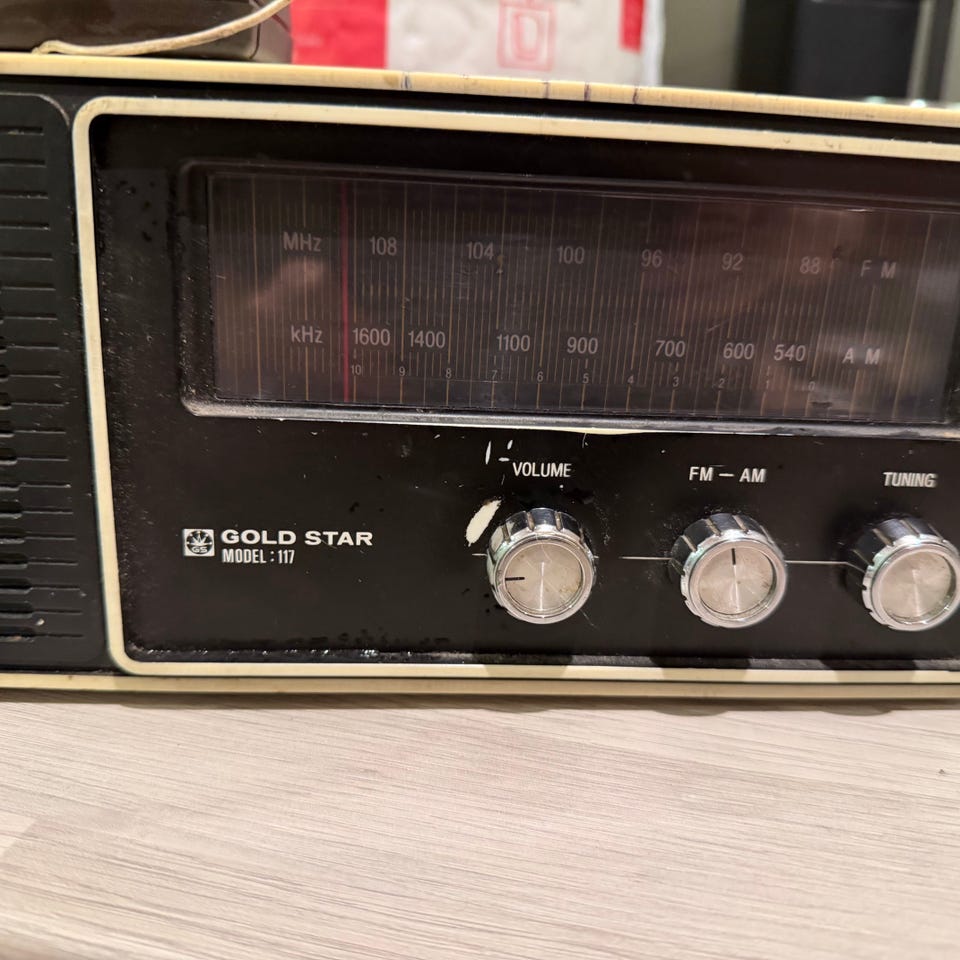 MHz 108 104 100 96 92 88 FM
kHz 1600 1400 1100 900 700 600 540 AM
10 9 8 7 6 5 4 3 2 1 0
VOLUME FM — AM TUNING
GS GOLD STAR
MODEL : 117